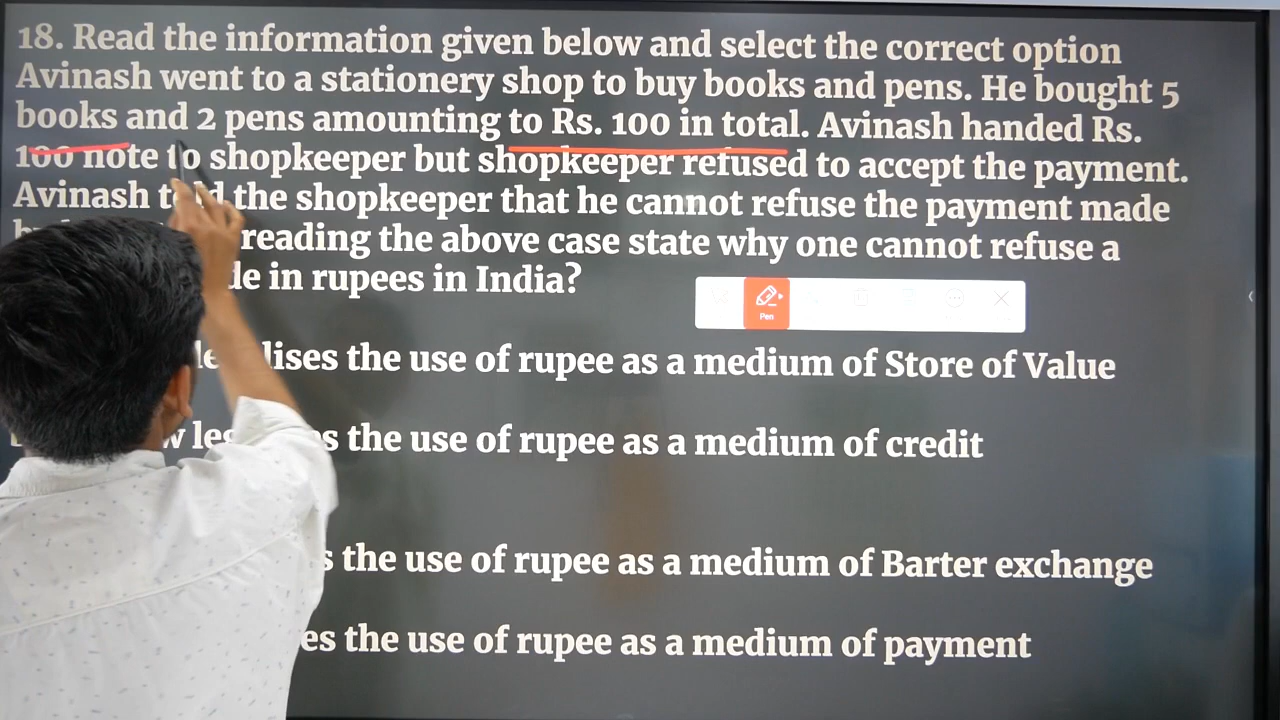 18. Read the information given below and select the correct option
Avinash went to a stationery shop to buy books and pens. He bought 5
books and 2 pens amounting to Rs. 100 in total. Avinash handed Rs.
100 note to shopkeeper but shopkeeper refused to accept the payment.
Avinash told the shopkeeper that he cannot refuse the payment made
reading the above case state why one cannot refuse a
in rupees in India?
Pen
the use of rupee as a medium of Store of Value
the use of rupee as a medium of credit
the use of rupee as a medium of Barter exchange
the use of rupee as a medium of payment